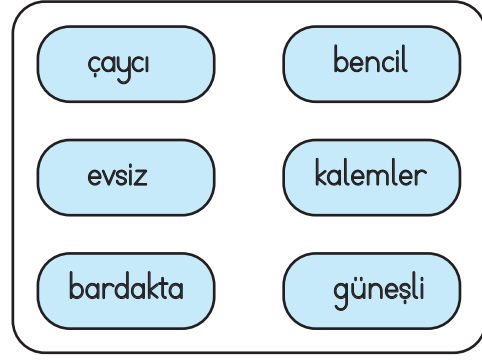 çaycı
bencil
evsiz
kalemler
bardakta
güneşli